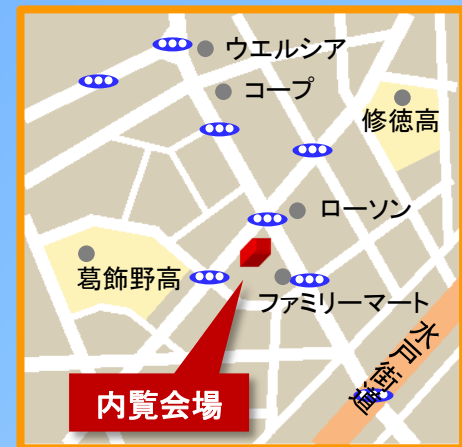 ウエルシア
コープ
修徳高
ローソン
葛飾野高
ファミリーマート
水戸街道
内覧会場